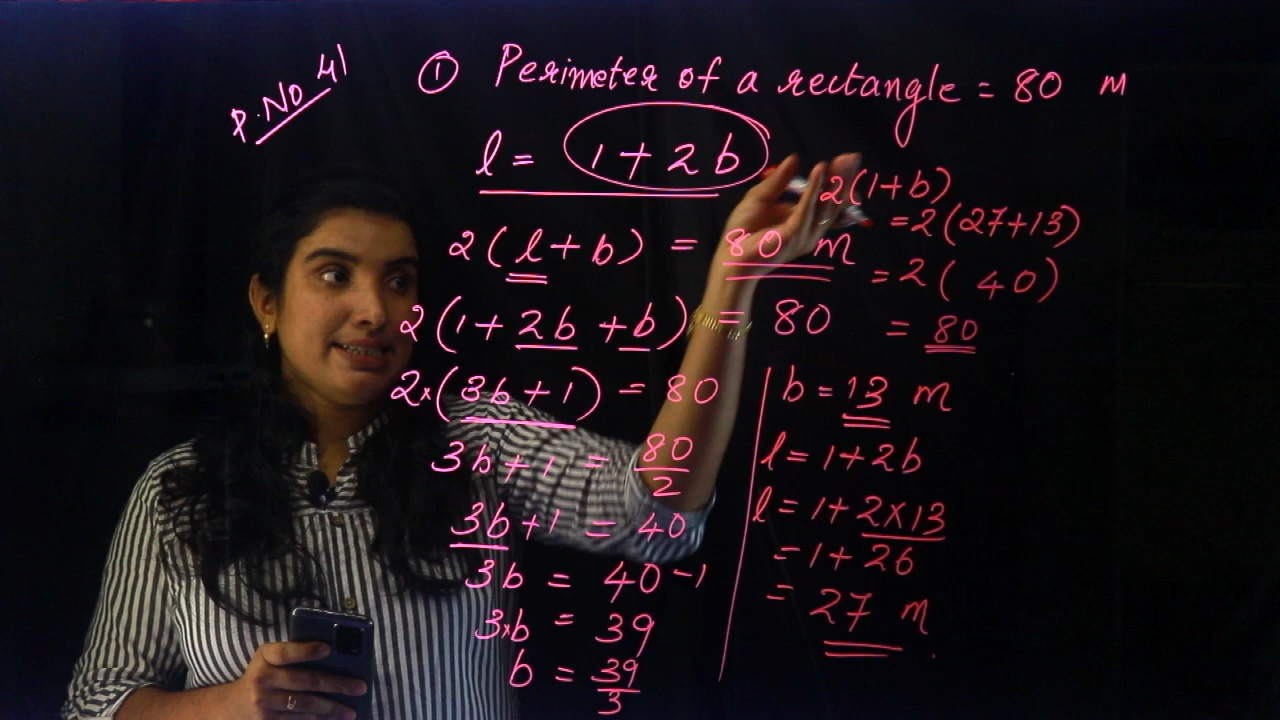 P.No 41
① Perimeter of a rectangle = 80 m
l = 1+2b
2(l+b) = 80 m
2(1+2b+b) = 80
2×(3b+1) = 80
3b+1 = 80/2
3b+1 = 40
3b = 40-1
3×b = 39
b = 39/3
2(l+b)
=2(27+13)
=2(40)
= 80
b = 13 m
l = 1+2b
l = 1+2×13
= 1+26
= 27 m